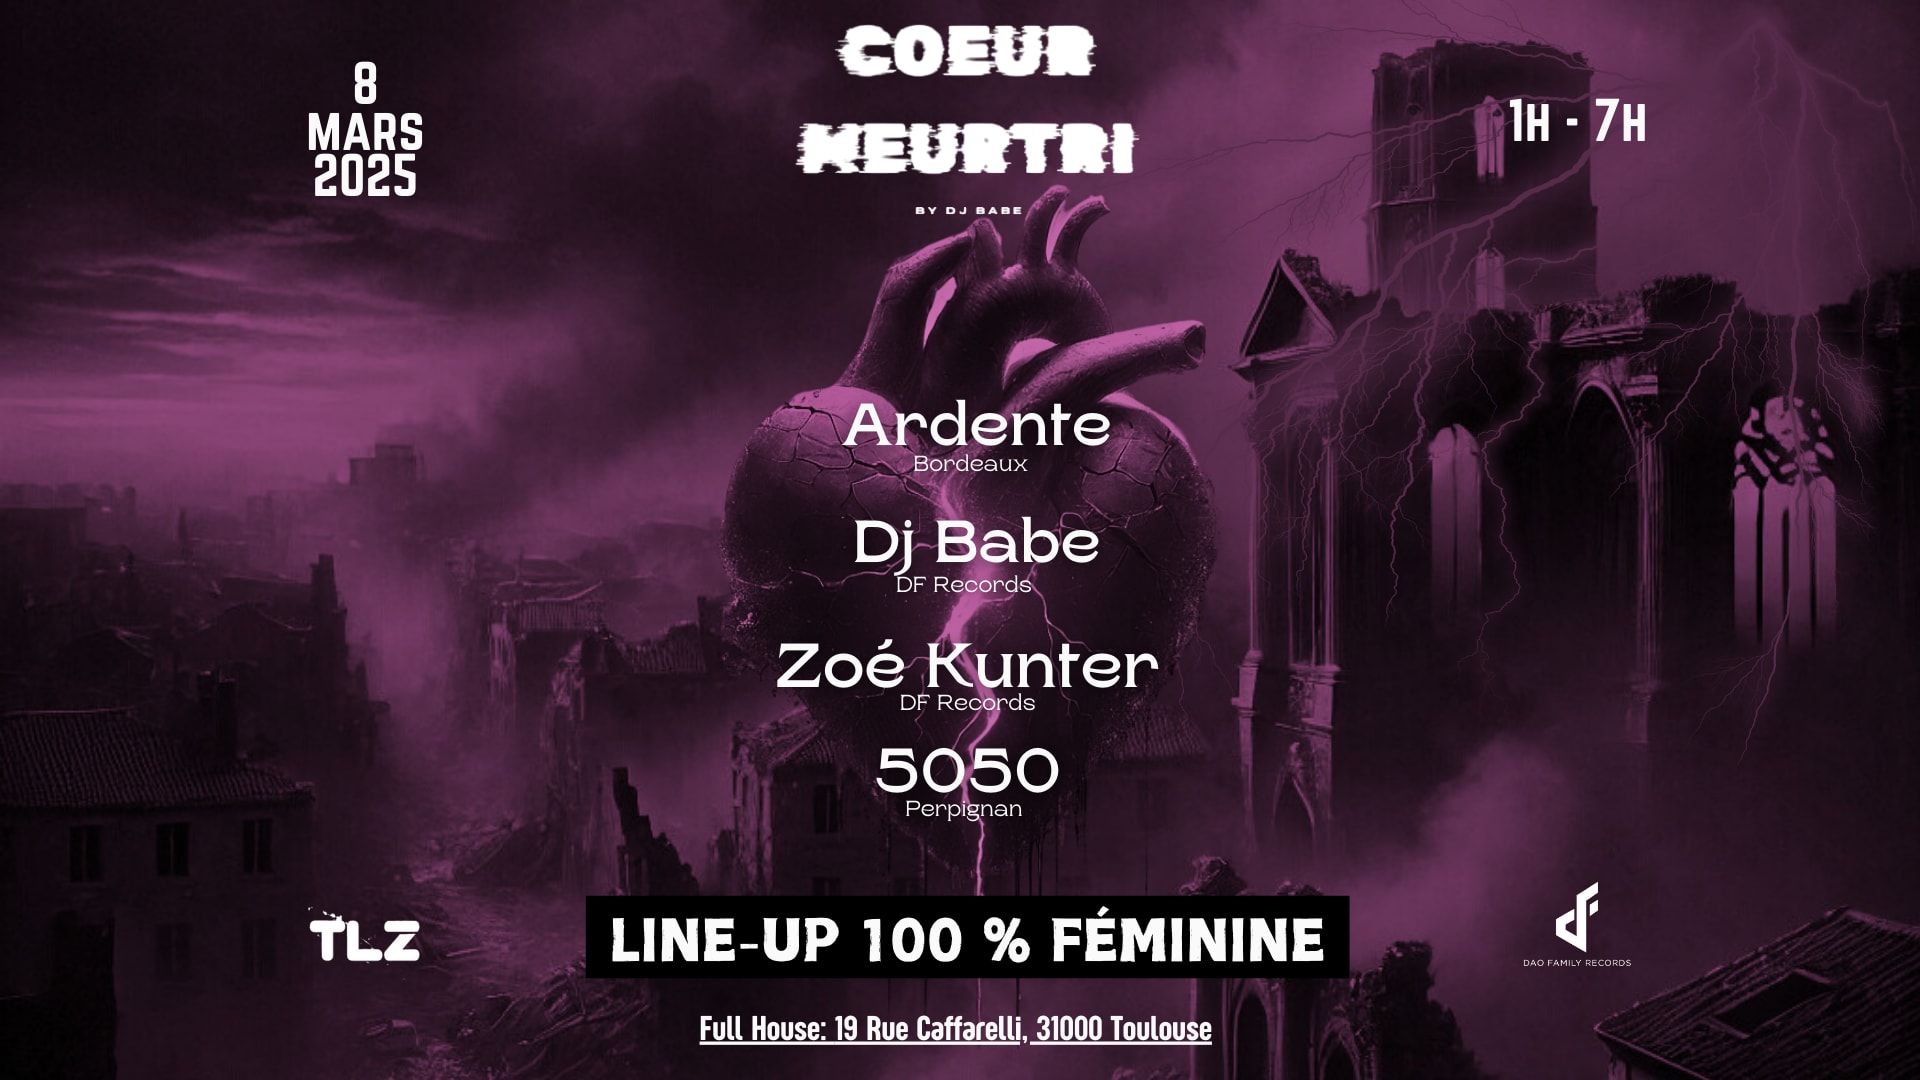 8
MARS
2025
COEUR
MEURTRI
BY DJ BABE
1H - 7H
Ardente
Bordeaux
Dj Babe
DF Records
Zoé Kunter
DF Records
5050
Perpignan
TLZ
LINE-UP 100 % FÉMININE
DF
DAO FAMILY RECORDS
Full House: 19 Rue Caffarelli, 31000 Toulouse